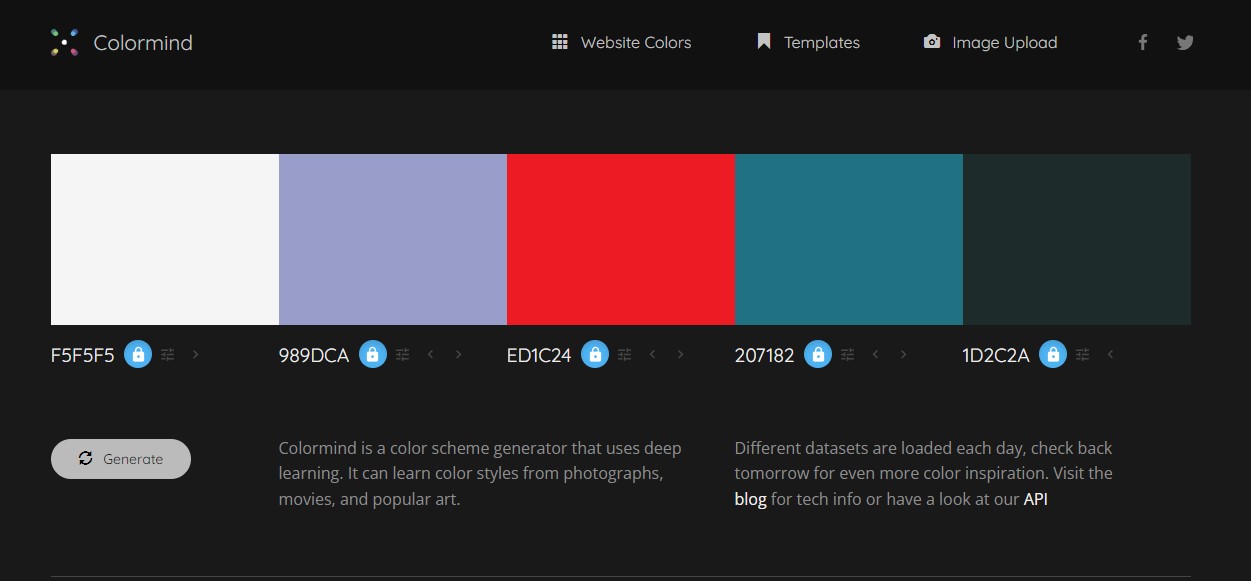 Colormind
Website Colors
Templates
Image Upload
F5F5F5
989DCA
ED1C24
207182
1D2C2A
Generate
Colormind is a color scheme generator that uses deep
learning. It can learn color styles from photographs,
movies, and popular art.
Different datasets are loaded each day, check back
tomorrow for even more color inspiration. Visit the
blog for tech info or have a look at our API